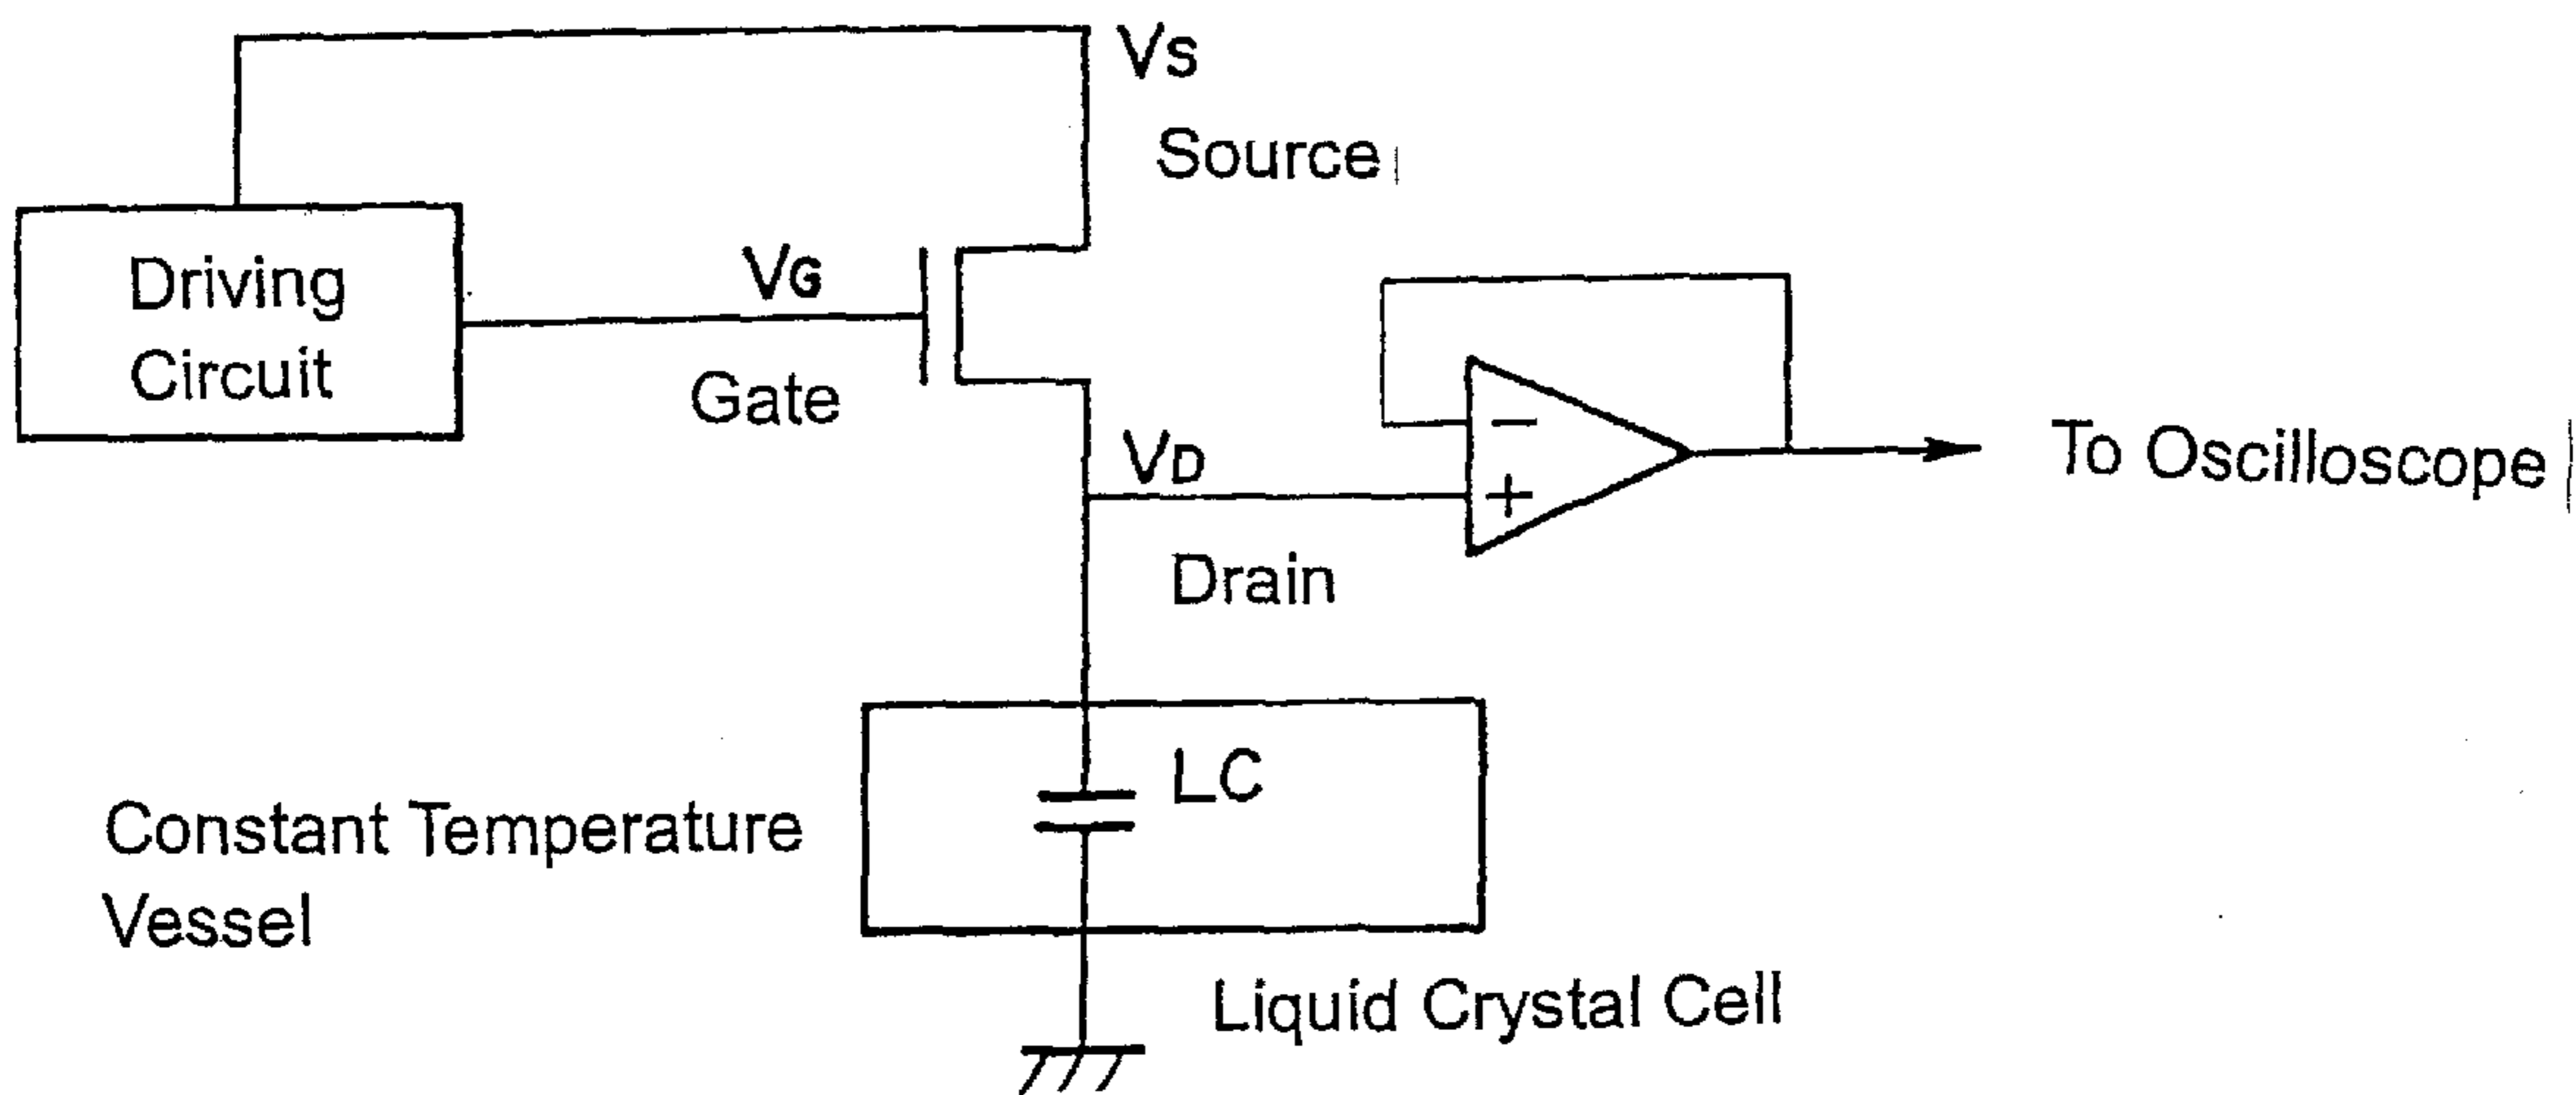 Vs
Source
Driving
Circuit
VG
Gate
VD
Drain
−
+
To Oscilloscope
LC
Constant Temperature
Vessel
Liquid Crystal Cell